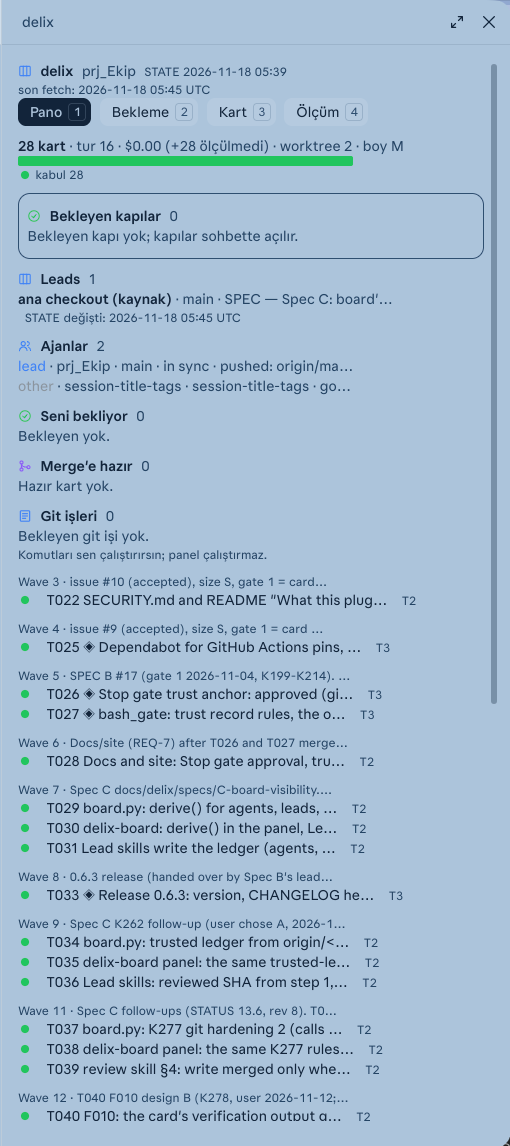 delix
delix prj_Ekip STATE 2026-11-18 05:39
son fetch: 2026-11-18 05:45 UTC
Pano 1 Bekleme 2 Kart 3 Ölçüm 4
28 kart · tur 16 · $0.00 (+28 ölçülmedi) · worktree 2 · boy M
kabul 28
Bekleyen kapılar 0
Bekleyen kapı yok; kapılar sohbette açılır.
Leads 1
ana checkout (kaynak) · main · SPEC — Spec C: board'…
STATE değişti: 2026-11-18 05:45 UTC
Ajanlar 2
lead · prj_Ekip · main · in sync · pushed: origin/ma…
other · session-title-tags · session-title-tags · go…
Seni bekliyor 0
Bekleyen yok.
Merge'e hazır 0
Hazır kart yok.
Git işleri 0
Bekleyen git işi yok.
Komutları sen çalıştırırsın; panel çalıştırmaz.
Wave 3 · issue #10 (accepted), size S, gate 1 = card…
T022 SECURITY.md and README "What this plug… T2
Wave 4 · issue #9 (accepted), size S, gate 1 = card …
T025 ◈ Dependabot for GitHub Actions pins, … T3
Wave 5 · SPEC B #17 (gate 1 2026-11-04, K199-K214). …
T026 ◈ Stop gate trust anchor: approved (gi… T3
T027 ◈ bash_gate: trust record rules, the o… T3
Wave 6 · Docs/site (REQ-7) after T026 and T027 merge…
T028 Docs and site: Stop gate approval, tru… T2
Wave 7 · Spec C docs/delix/specs/C-board-visibility.…
T029 board.py: derive() for agents, leads, … T2
T030 delix-board: derive() in the panel, Le… T2
T031 Lead skills write the ledger (agents, … T2
Wave 8 · 0.6.3 release (handed over by Spec B's lead…
T033 ◈ Release 0.6.3: version, CHANGELOG he… T3
Wave 9 · Spec C K262 follow-up (user chose A, 2026-1…
T034 board.py: trusted ledger from origin/<… T2
T035 delix-board panel: the same trusted-le… T2
T036 Lead skills: reviewed SHA from step 1,… T2
Wave 11 · Spec C follow-ups (STATUS 13.6, rev 8). T0…
T037 board.py: K277 git hardening 2 (calls … T2
T038 delix-board panel: the same K277 rules… T2
T039 review skill §4: write merged only whe… T2
Wave 12 · T040 F010 design B (K278, user 2026-11-12;…
T040 F010: the card's verification output a… T2